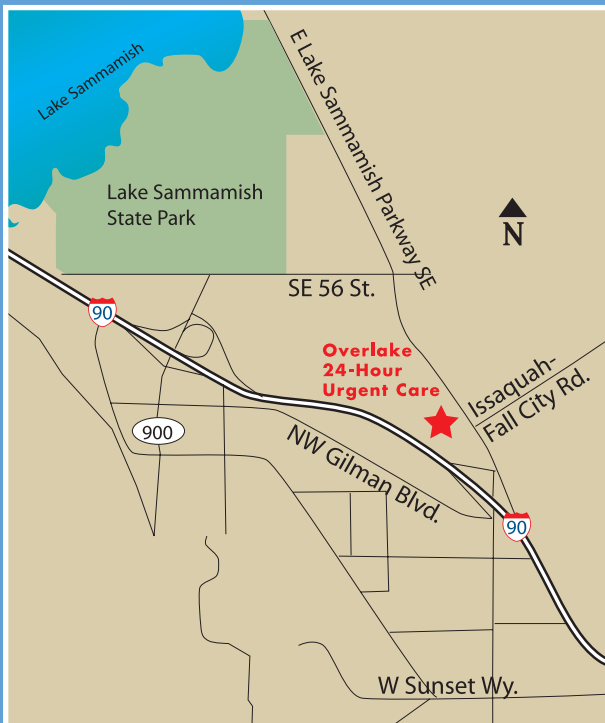 Lake Sammamish
E Lake Sammamish Parkway SE
Lake Sammamish
State Park
N
SE 56 St.
90
Overlake
24-Hour
Urgent Care
Issaquah-
Fall City Rd.
900
NW Gilman Blvd.
90
W Sunset Wy.